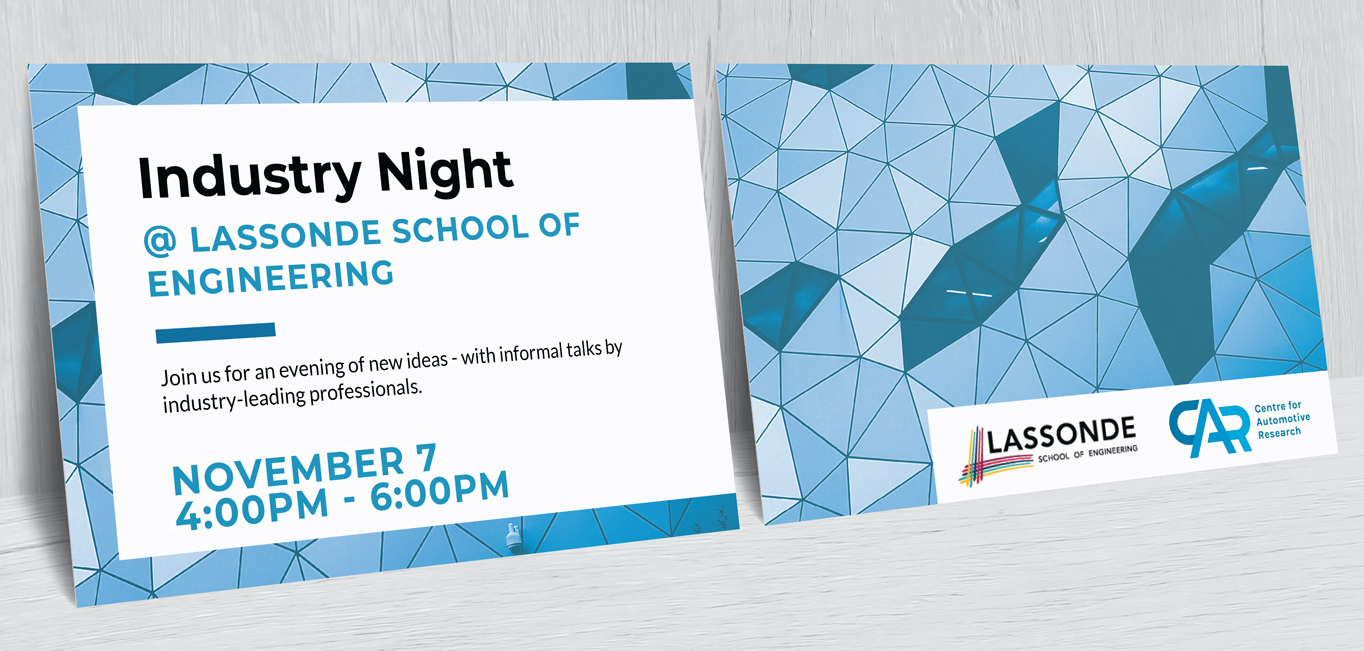 Industry Night
@ LASSONDE SCHOOL OF
ENGINEERING
Join us for an evening of new ideas - with informal talks by
industry-leading professionals.
NOVEMBER 7
4:00PM - 6:00PM
LASSONDE
SCHOOL OF ENGINEERING
CAR
Centre for
Automotive
Research